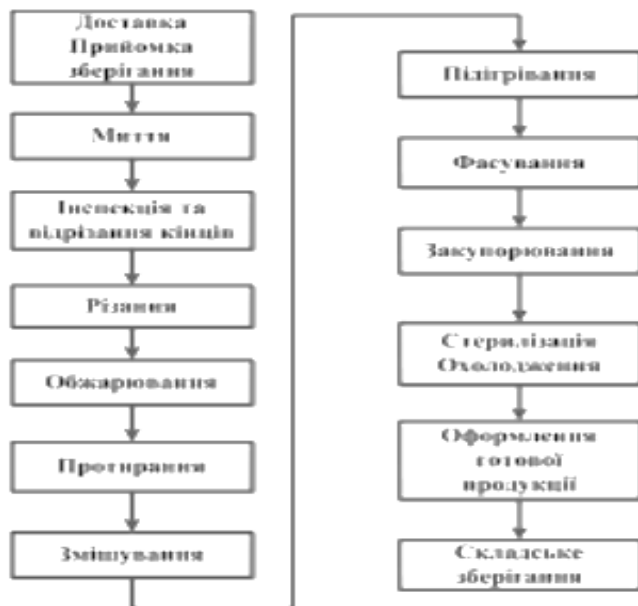 Доставка
Прийомка
зберігання
Миття
Інспекція та
відрізання кінців
Різання
Обжарювання
Протирання
Змішування
Підігрівання
Фасування
Закупорювання
Стерилізація
Охолодження
Оформлення
готової
продукції
Складське
зберігання